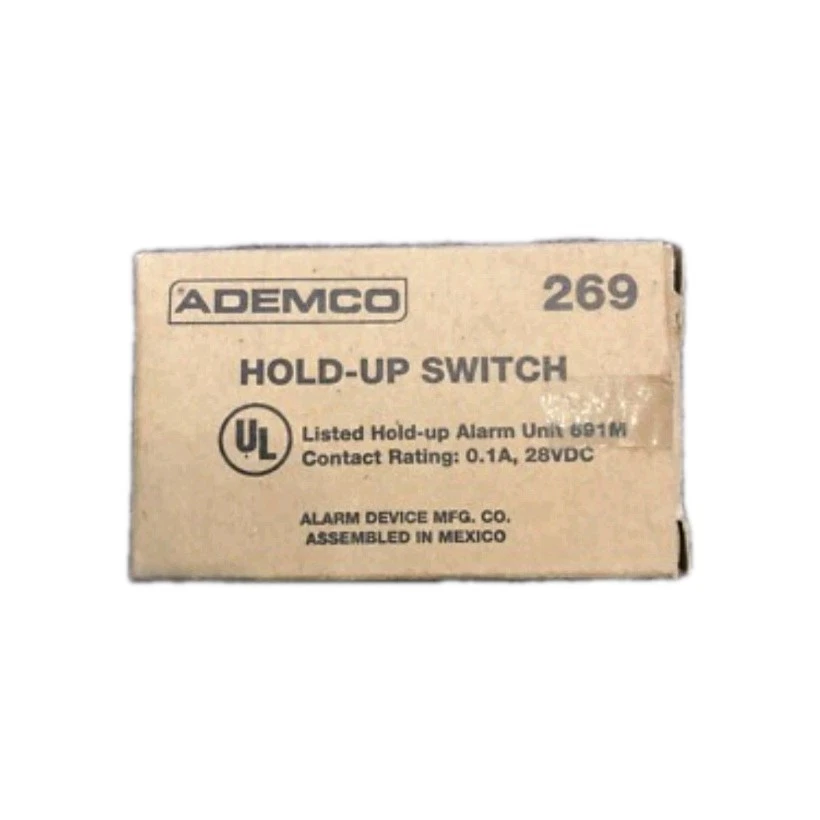 ADEMCO 269
HOLD-UP SWITCH
UL
Listed Hold-up Alarm Unit 691M
Contact Rating: 0.1A, 28VDC
ALARM DEVICE MFG. CO.
ASSEMBLED IN MEXICO